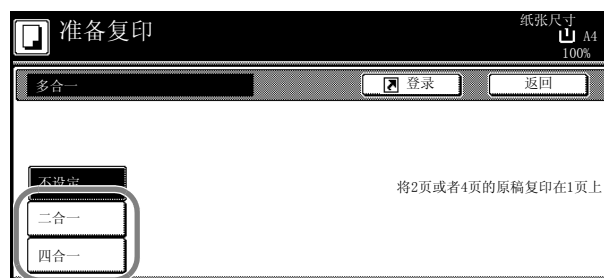 准备复印
纸张尺寸
A4
100%
多合一
登录
返回
不设定
将2页或者4页的原稿复印在1页上
二合一
四合一